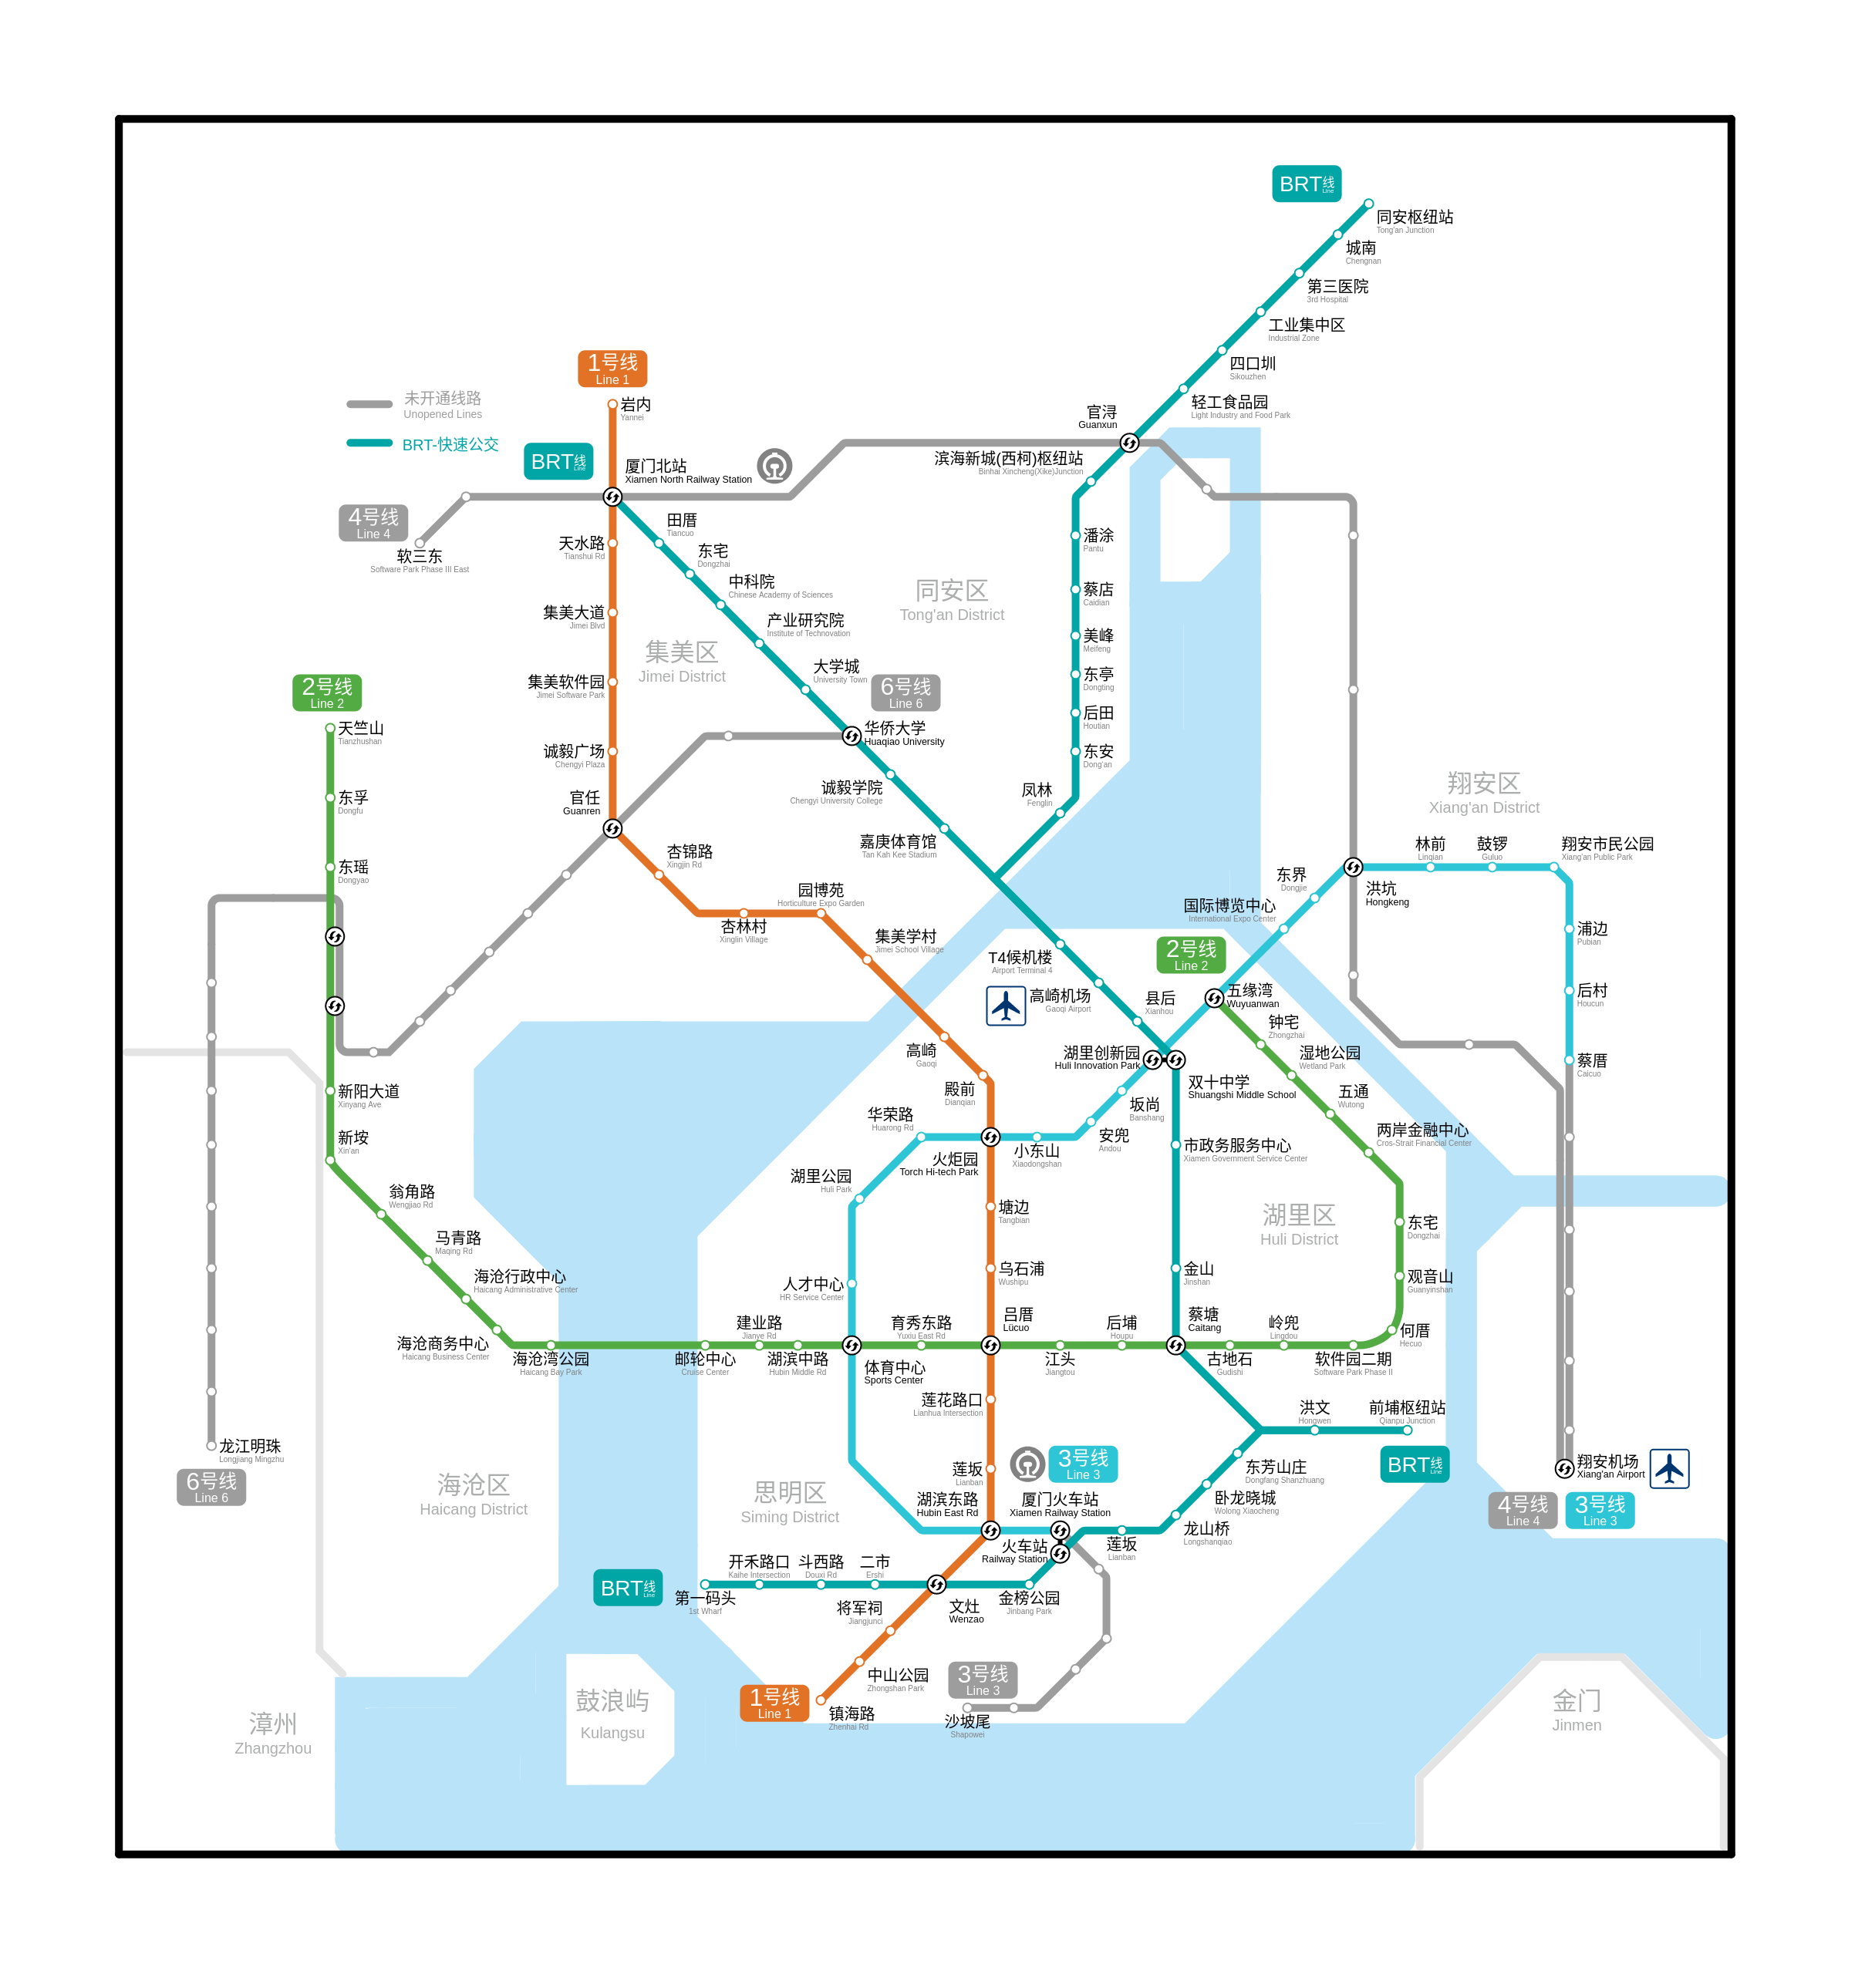 BRT线
Line
同安枢纽站
Tong'an Junction
城南
Chengnan
第三医院
3rd Hospital
工业集中区
Industrial Zone
四口圳
Sikouzhen
轻工食品园
Light Industry and Food Park
官浔
Guanxun
滨海新城(西柯)枢纽站
Binhai Xincheng(Xike)Junction
1号线
Line 1
岩内
Yannei
未开通线路
Unopened Lines
BRT-快速公交
BRT线
Line
厦门北站
Xiamen North Railway Station
4号线
Line 4
软三东
Software Park Phase III East
天水路
Tianshui Rd
田厝
Tiancuo
东宅
Dongzhai
中科院
Chinese Academy of Sciences
产业研究院
Institute of Technovation
大学城
University Town
集美大道
Jimei Blvd
集美软件园
Jimei Software Park
诚毅广场
Chengyi Plaza
官任
Guanren
集美区
Jimei District
同安区
Tong'an District
潘涂
Pantu
蔡店
Caidian
美峰
Meifeng
东亭
Dongting
后田
Houtian
东安
Dong'an
凤林
Fenglin
6号线
Line 6
华侨大学
Huaqiao University
诚毅学院
Chengyi University College
嘉庚体育馆
Tan Kah Kee Stadium
2号线
Line 2
天竺山
Tianzhushan
东孚
Dongfu
东瑶
Dongyao
杏锦路
Xingjin Rd
杏林村
Xinglin Village
园博苑
Horticulture Expo Garden
集美学村
Jimei School Village
翔安区
Xiang'an District
林前
Linqian
鼓锣
Guluo
翔安市民公园
Xiang'an Public Park
东界
Dongjie
洪坑
Hongkeng
国际博览中心
International Expo Center
浦边
Pubian
后村
Houcun
蔡厝
Caicuo
T4候机楼
Airport Terminal 4
高崎机场
Gaoqi Airport
县后
Xianhou
2号线
Line 2
五缘湾
Wuyuanwan
钟宅
Zhongzhai
湿地公园
Wetland Park
五通
Wutong
两岸金融中心
Cros-Strait Financial Center
高崎
Gaoqi
殿前
Dianqian
湖里创新园
Huli Innovation Park
双十中学
Shuangshi Middle School
坂尚
Banshang
安兜
Andou
小东山
Xiaodongshan
市政务服务中心
Xiamen Government Service Center
新阳大道
Xinyang Ave
新垵
Xin'an
翁角路
Wengjiao Rd
马青路
Maqing Rd
海沧行政中心
Haicang Administrative Center
海沧商务中心
Haicang Business Center
海沧湾公园
Haicang Bay Park
华荣路
Huarong Rd
火炬园
Torch Hi-tech Park
湖里公园
Huli Park
塘边
Tangbian
乌石浦
Wushipu
湖里区
Huli District
东宅
Dongzhai
观音山
Guanyinshan
金山
Jinshan
人才中心
HR Service Center
建业路
Jianye Rd
邮轮中心
Cruise Center
湖滨中路
Hubin Middle Rd
体育中心
Sports Center
育秀东路
Yuxiu East Rd
吕厝
Lücuo
江头
Jiangtou
后埔
Houpu
蔡塘
Caitang
古地石
Gudishi
岭兜
Lingdou
软件园二期
Software Park Phase II
何厝
Hecuo
莲花路口
Lianhua Intersection
莲坂
Lianban
洪文
Hongwen
前埔枢纽站
Qianpu Junction
BRT线
Line
东芳山庄
Dongfang Shanzhuang
卧龙晓城
Wolong Xiaocheng
龙山桥
Longshanqiao
龙江明珠
Longjiang Mingzhu
6号线
Line 6
海沧区
Haicang District
思明区
Siming District
3号线
Line 3
湖滨东路
Hubin East Rd
厦门火车站
Xiamen Railway Station
火车站
Railway Station
莲坂
Lianban
翔安机场
Xiang'an Airport
4号线
Line 4
3号线
Line 3
BRT线
Line
第一码头
1st Wharf
开禾路口
Kaihe Intersection
斗西路
Douxi Rd
二市
Ershi
文灶
Wenzao
金榜公园
Jinbang Park
将军祠
Jiangjunci
中山公园
Zhongshan Park
1号线
Line 1
镇海路
Zhenhai Rd
3号线
Line 3
沙坡尾
Shapowei
漳州
Zhangzhou
鼓浪屿
Kulangsu
金门
Jinmen